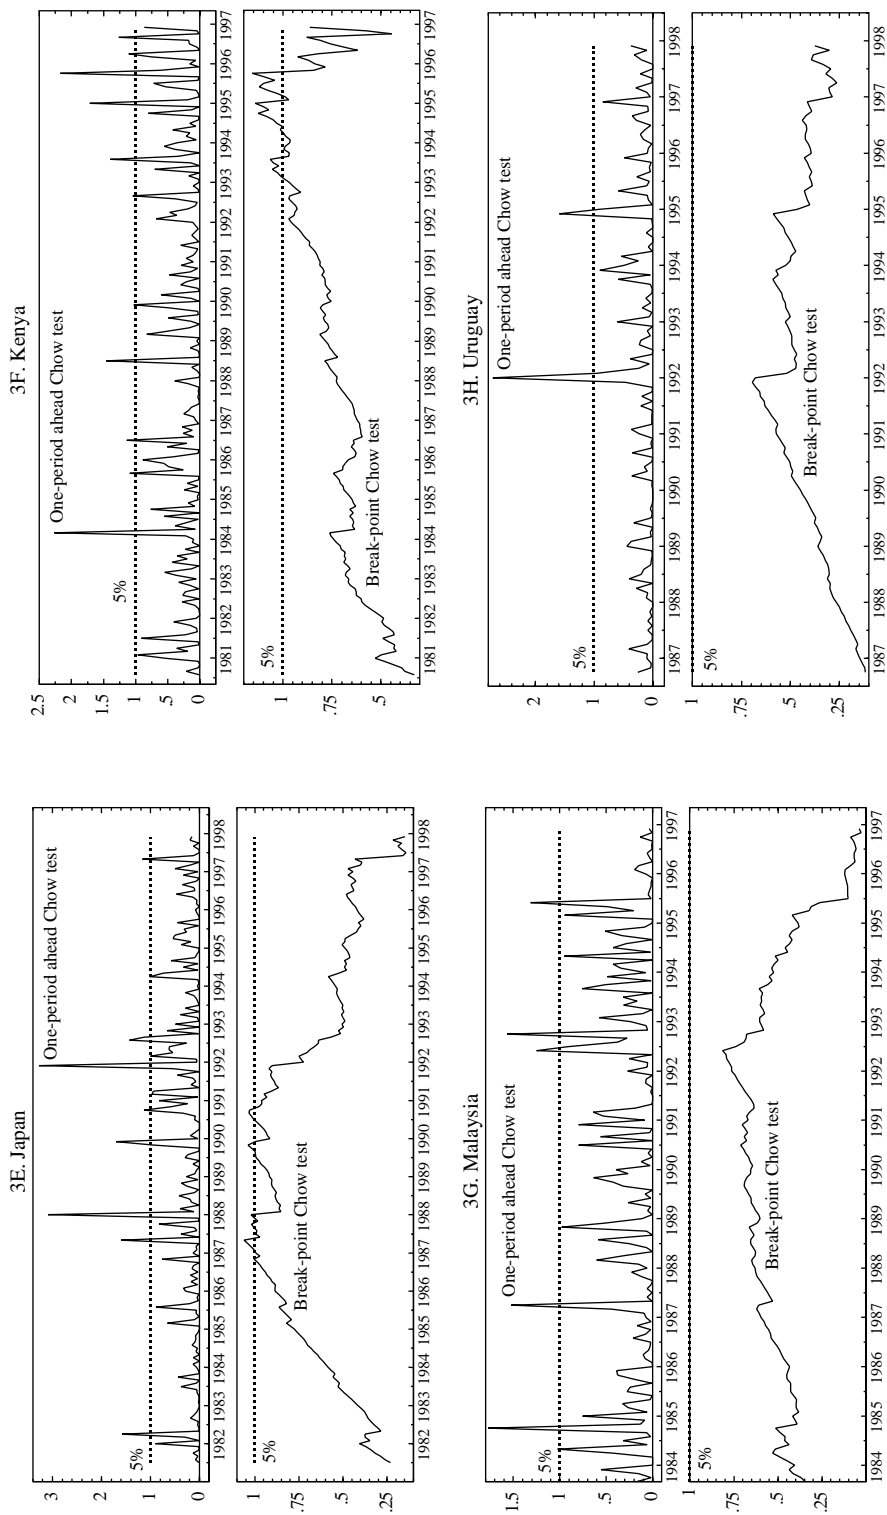 3E. Japan
3
2
1
0
5%
One-period ahead Chow test
1982 1983 1984 1985 1986 1987 1988 1989 1990 1991 1992 1993 1994 1995 1996 1997 1998
1
.75
.5
.25
5%
Break-point Chow test
1982 1983 1984 1985 1986 1987 1988 1989 1990 1991 1992 1993 1994 1995 1996 1997 1998
3F. Kenya
2.5
2
1.5
1
.5
0
5%
One-period ahead Chow test
1981 1982 1983 1984 1985 1986 1987 1988 1989 1990 1991 1992 1993 1994 1995 1996 1997
1
.75
.5
5%
Break-point Chow test
1981 1982 1983 1984 1985 1986 1987 1988 1989 1990 1991 1992 1993 1994 1995 1996 1997
3G. Malaysia
1.5
1
.5
0
5%
One-period ahead Chow test
1984 1985 1986 1987 1988 1989 1990 1991 1992 1993 1994 1995 1996 1997
1
.75
.5
.25
0
5%
Break-point Chow test
1984 1985 1986 1987 1988 1989 1990 1991 1992 1993 1994 1995 1996 1997
3H. Uruguay
2
1
0
5%
One-period ahead Chow test
1987 1988 1989 1990 1991 1992 1993 1994 1995 1996 1997 1998
1
.75
.5
.25
5%
Break-point Chow test
1987 1988 1989 1990 1991 1992 1993 1994 1995 1996 1997 1998